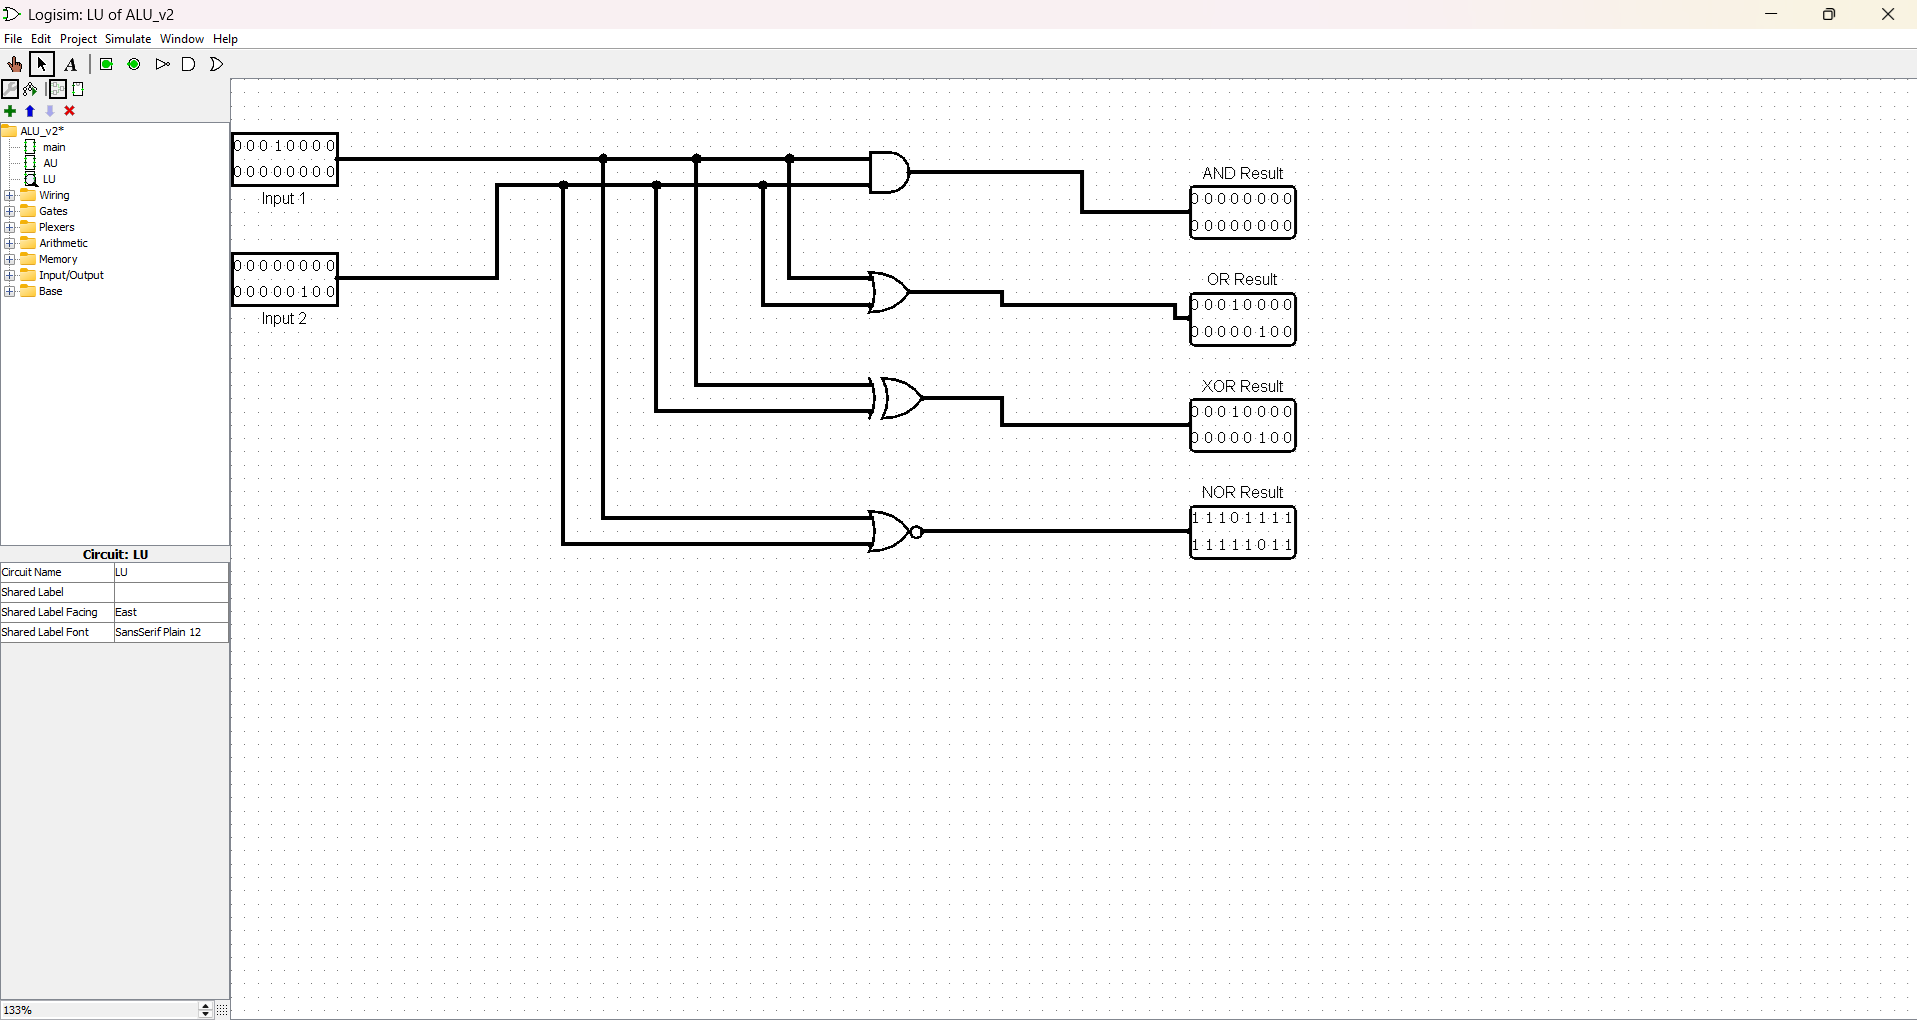 Logisim: LU of ALU_v2
File Edit Project Simulate Window Help
A
ALU_v2*
main
AU
LU
Wiring
Gates
Plexers
Arithmetic
Memory
Input/Output
Base
Circuit: LU
Circuit Name LU
Shared Label
Shared Label Facing East
Shared Label Font SansSerif Plain 12
133%
0 0 0 1 0 0 0 0
0 0 0 0 0 0 0 0
Input 1
0 0 0 0 0 0 0 0
0 0 0 0 0 1 0 0
Input 2
AND Result
0 0 0 0 0 0 0 0
0 0 0 0 0 0 0 0
OR Result
0 0 0 1 0 0 0 0
0 0 0 0 0 1 0 0
XOR Result
0 0 0 1 0 0 0 0
0 0 0 0 0 1 0 0
NOR Result
1 1 1 0 1 1 1 1
1 1 1 1 1 0 1 1